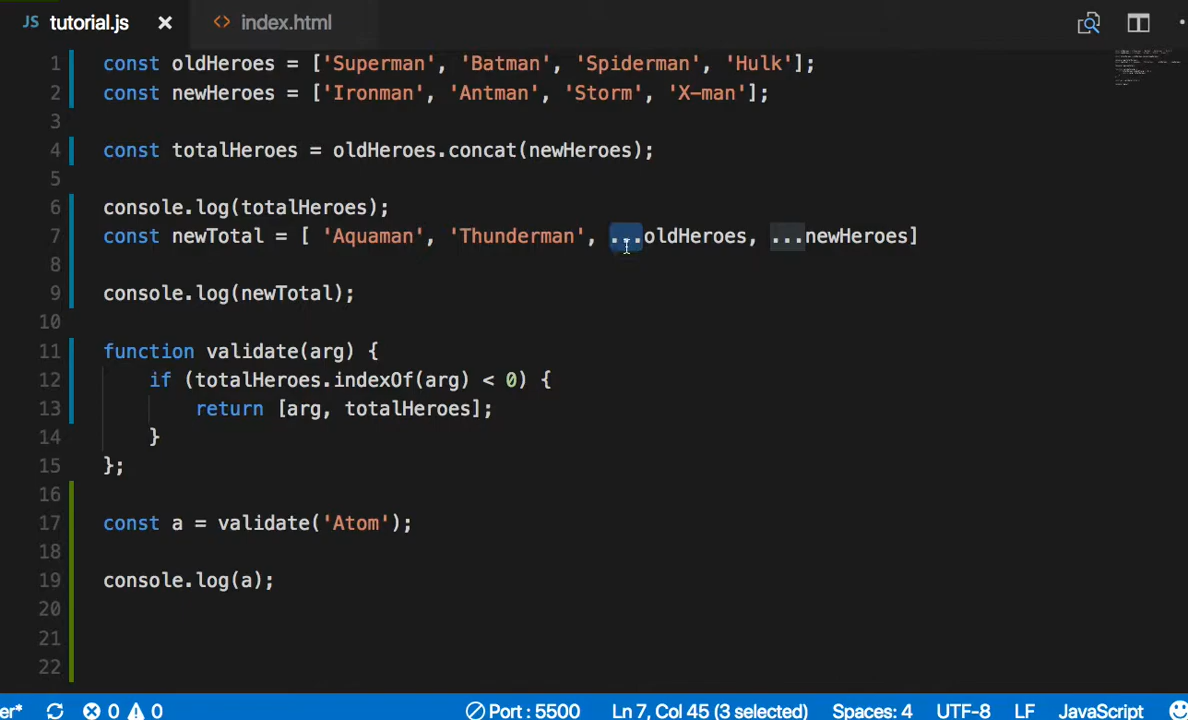 JS tutorial.js × <> index.html
1 const oldHeroes = ['Superman', 'Batman', 'Spiderman', 'Hulk'];
2 const newHeroes = ['Ironman', 'Antman', 'Storm', 'X-man'];
3
4 const totalHeroes = oldHeroes.concat(newHeroes);
5
6 console.log(totalHeroes);
7 const newTotal = [ 'Aquaman', 'Thunderman', ...oldHeroes, ...newHeroes]
8
9 console.log(newTotal);
10
11 function validate(arg) {
12     if (totalHeroes.indexOf(arg) < 0) {
13         return [arg, totalHeroes];
14     }
15 };
16
17 const a = validate('Atom');
18
19 console.log(a);
20
21
22
er* 0 0 Port : 5500 Ln 7, Col 45 (3 selected) Spaces: 4 UTF-8 LF JavaScript